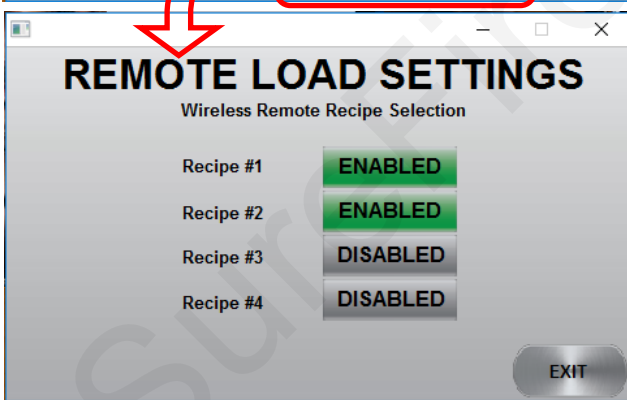 REMOTE LOAD SETTINGS
Wireless Remote Recipe Selection
Recipe #1 ENABLED
Recipe #2 ENABLED
Recipe #3 DISABLED
Recipe #4 DISABLED
EXIT
SureFire